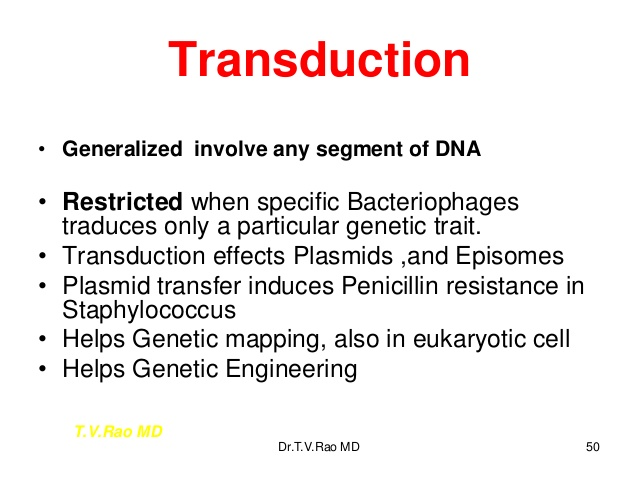 Transduction
• Generalized  involve any segment of DNA
• Restricted when specific Bacteriophages
traduces only a particular genetic trait.
• Transduction effects Plasmids ,and Episomes
• Plasmid transfer induces Penicillin resistance in
Staphylococcus
• Helps Genetic mapping, also in eukaryotic cell
• Helps Genetic Engineering
T.V.Rao MD
Dr.T.V.Rao MD
50